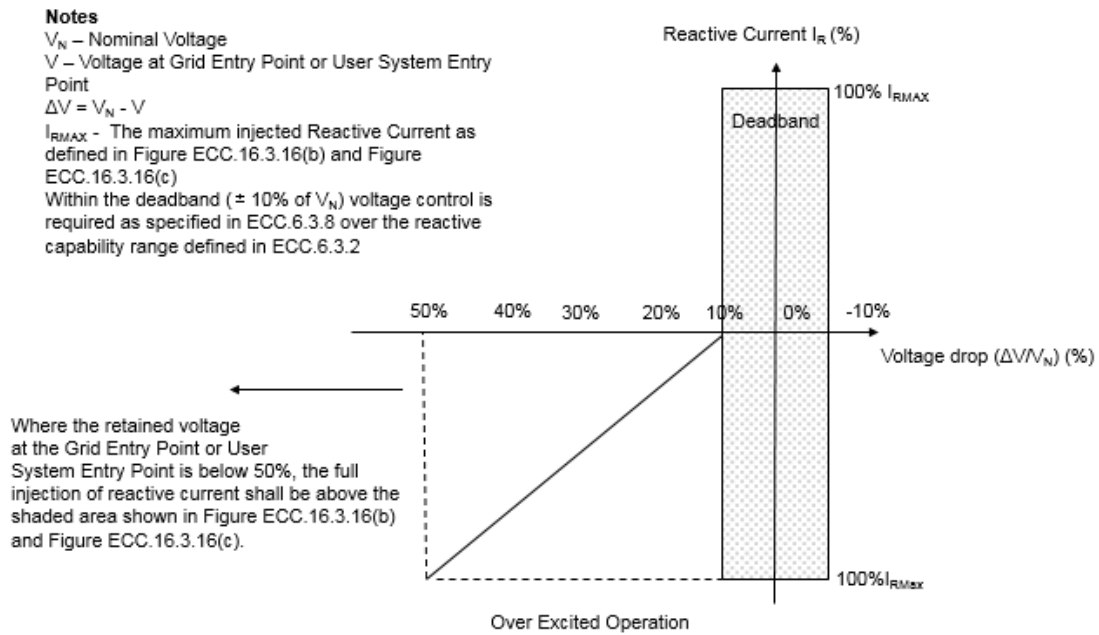 Notes
V_N – Nominal Voltage
V – Voltage at Grid Entry Point or User System Entry
Point
ΔV = V_N - V
I_RMAX - The maximum injected Reactive Current as
defined in Figure ECC.16.3.16(b) and Figure
ECC.16.3.16(c)
Within the deadband (± 10% of V_N) voltage control is
required as specified in ECC.6.3.8 over the reactive
capability range defined in ECC.6.3.2
Reactive Current I_R (%)
100% I_RMAX
Deadband
50% 40% 30% 20% 10% 0% -10%
Voltage drop (ΔV/V_N) (%)
Where the retained voltage
at the Grid Entry Point or User
System Entry Point is below 50%, the full
injection of reactive current shall be above the
shaded area shown in Figure ECC.16.3.16(b)
and Figure ECC.16.3.16(c).
100%I_RMax
Over Excited Operation